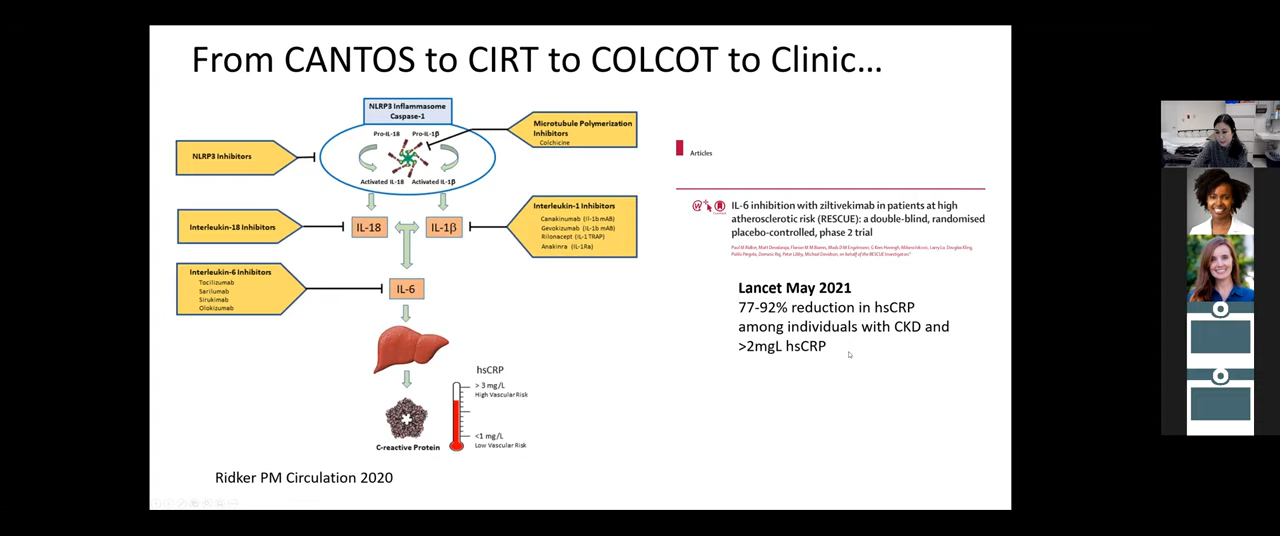 From CANTOS to CIRT to COLCOT to Clinic...
NLRP3 Inflammasome
Caspase-1
Pro-IL-18 Pro-IL-1β
Activated IL-18 Activated IL-1β
NLRP3 Inhibitors
Microtubule Polymerization
Inhibitors
Colchicine
Interleukin-18 Inhibitors
IL-18
IL-1β
Interleukin-1 Inhibitors
Canakinumab (Il-1b mAB)
Gevokizumab (IL-1b mAB)
Rilonacept (IL-1 TRAP)
Anakinra (IL-1Ra)
Interleukin-6 Inhibitors
Tocilizumab
Sarilumab
Sirukimab
Olokizumab
IL-6
hsCRP
> 3 mg/L
High Vascular Risk
<1 mg/L
Low Vascular Risk
C-reactive Protein
Ridker PM Circulation 2020
Articles
IL-6 inhibition with ziltivekimab in patients at high
atherosclerotic risk (RESCUE): a double-blind, randomised
placebo-controlled, phase 2 trial
Lancet May 2021
77-92% reduction in hsCRP
among individuals with CKD and
>2mgL hsCRP